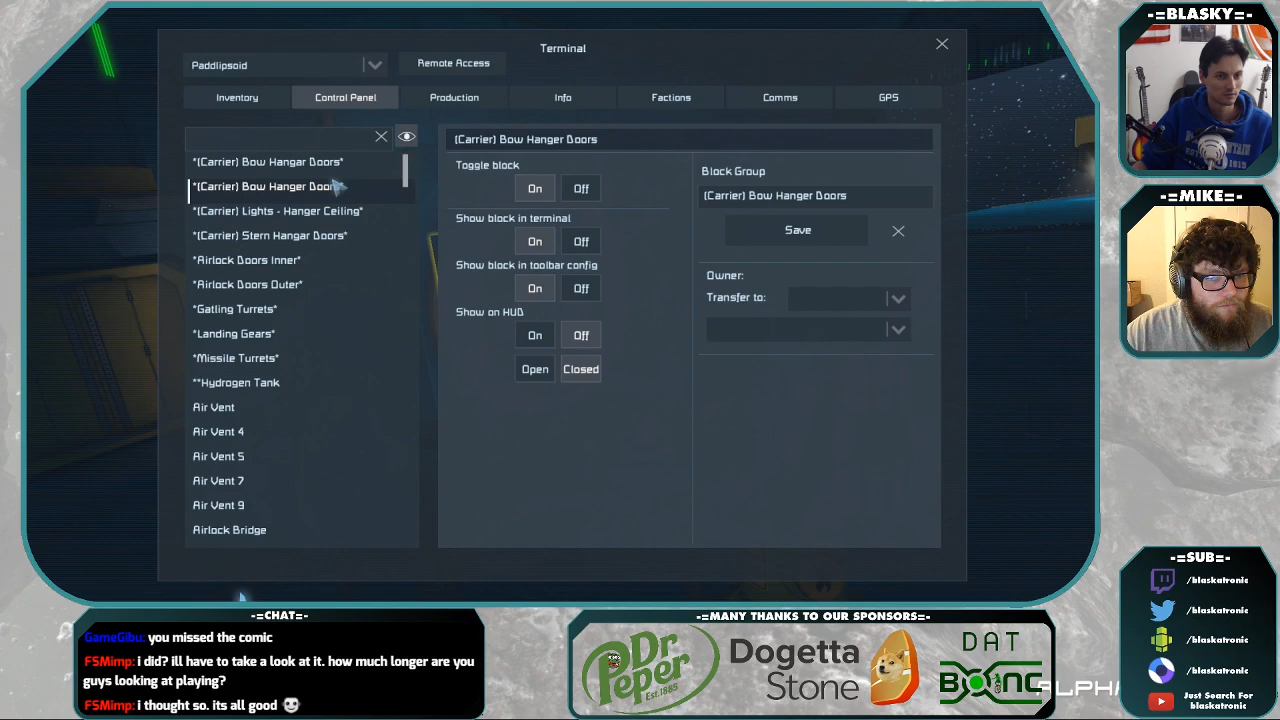 -=BLASKY=-
Terminal
Paddlipsoid
Remote Access
Inventory
Control Panel
Production
Info
Factions
Comms
GPS
*(Carrier) Bow Hangar Doors*
*(Carrier) Bow Hanger Doors*
*(Carrier) Lights - Hanger Ceiling*
*(Carrier) Stern Hangar Doors*
*Airlock Doors Inner*
*Airlock Doors Outer*
*Gatling Turrets*
*Landing Gears*
*Missile Turrets*
**Hydrogen Tank
Air Vent
Air Vent 4
Air Vent 5
Air Vent 7
Air Vent 9
Airlock Bridge
(Carrier) Bow Hanger Doors
Toggle block
On Off
Show block in terminal
On Off
Show block in toolbar config
On Off
Show on HUD
On Off
Open Closed
Block Group
(Carrier) Bow Hanger Doors
Save
Owner:
Transfer to:
-=MIKE=-
-=SUB=-
/blaskatronic
/blaskatronic
/blaskatronic
/blaskatronic
Just Search For
blaskatronic
-=CHAT=-
GameGibu: you missed the comic
FSMimp: i did? ill have to take a look at it. how much longer are you
guys looking at playing?
FSMimp: i thought so. its all good
-=MANY THANKS TO OUR SPONSORS=-
Dr
Peper
1885
Dogetta
Stone
DAT
BOINC
ALPHA